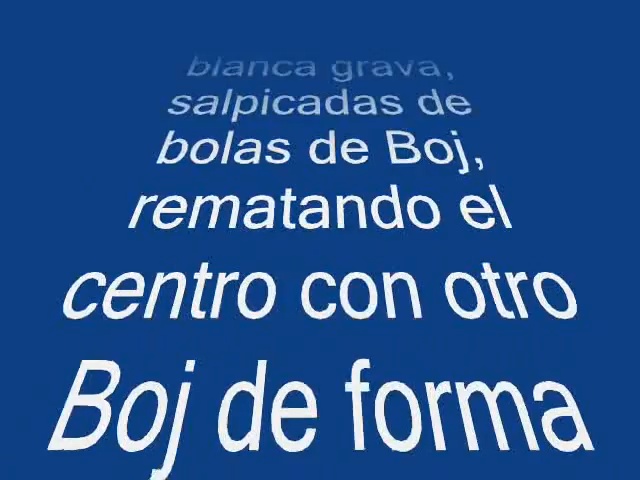 blanca grava,
salpicadas de
bolas de Boj,
rematando el
centro con otro
Boj de forma